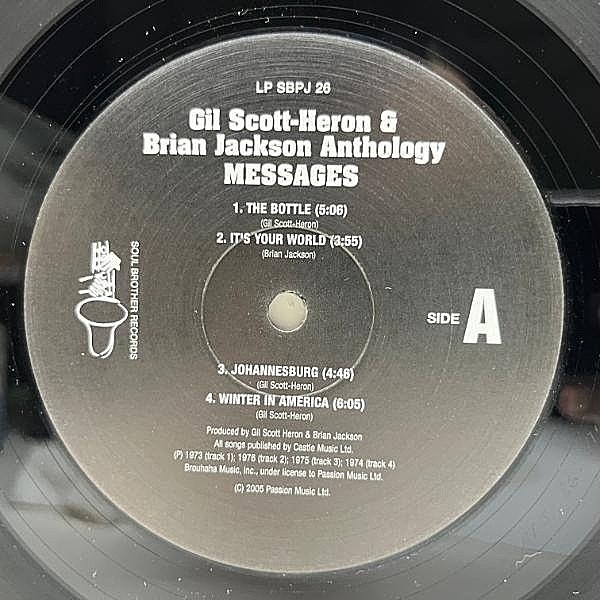 LP SBPJ 26
Gil Scott-Heron &
Brian Jackson Anthology
MESSAGES
1. THE BOTTLE (5:06)
(Gil Scott-Heron)
2. IT'S YOUR WORLD (3:55)
(Brian Jackson)
SOUL BROTHER RECORDS
SIDE A
3. JOHANNESBURG (4:46)
(Gil Scott-Heron)
4. WINTER IN AMERICA (6:05)
(Gil Scott-Heron)
Produced by Gil Scott Heron & Brian Jackson
All songs published by Castle Music Ltd.
(P) 1973 (track 1); 1976 (track 2); 1975 (track 3); 1974 (track 4)
Brouhaha Music, Inc., under license to Passion Music Ltd.
(C) 2005 Passion Music Ltd.